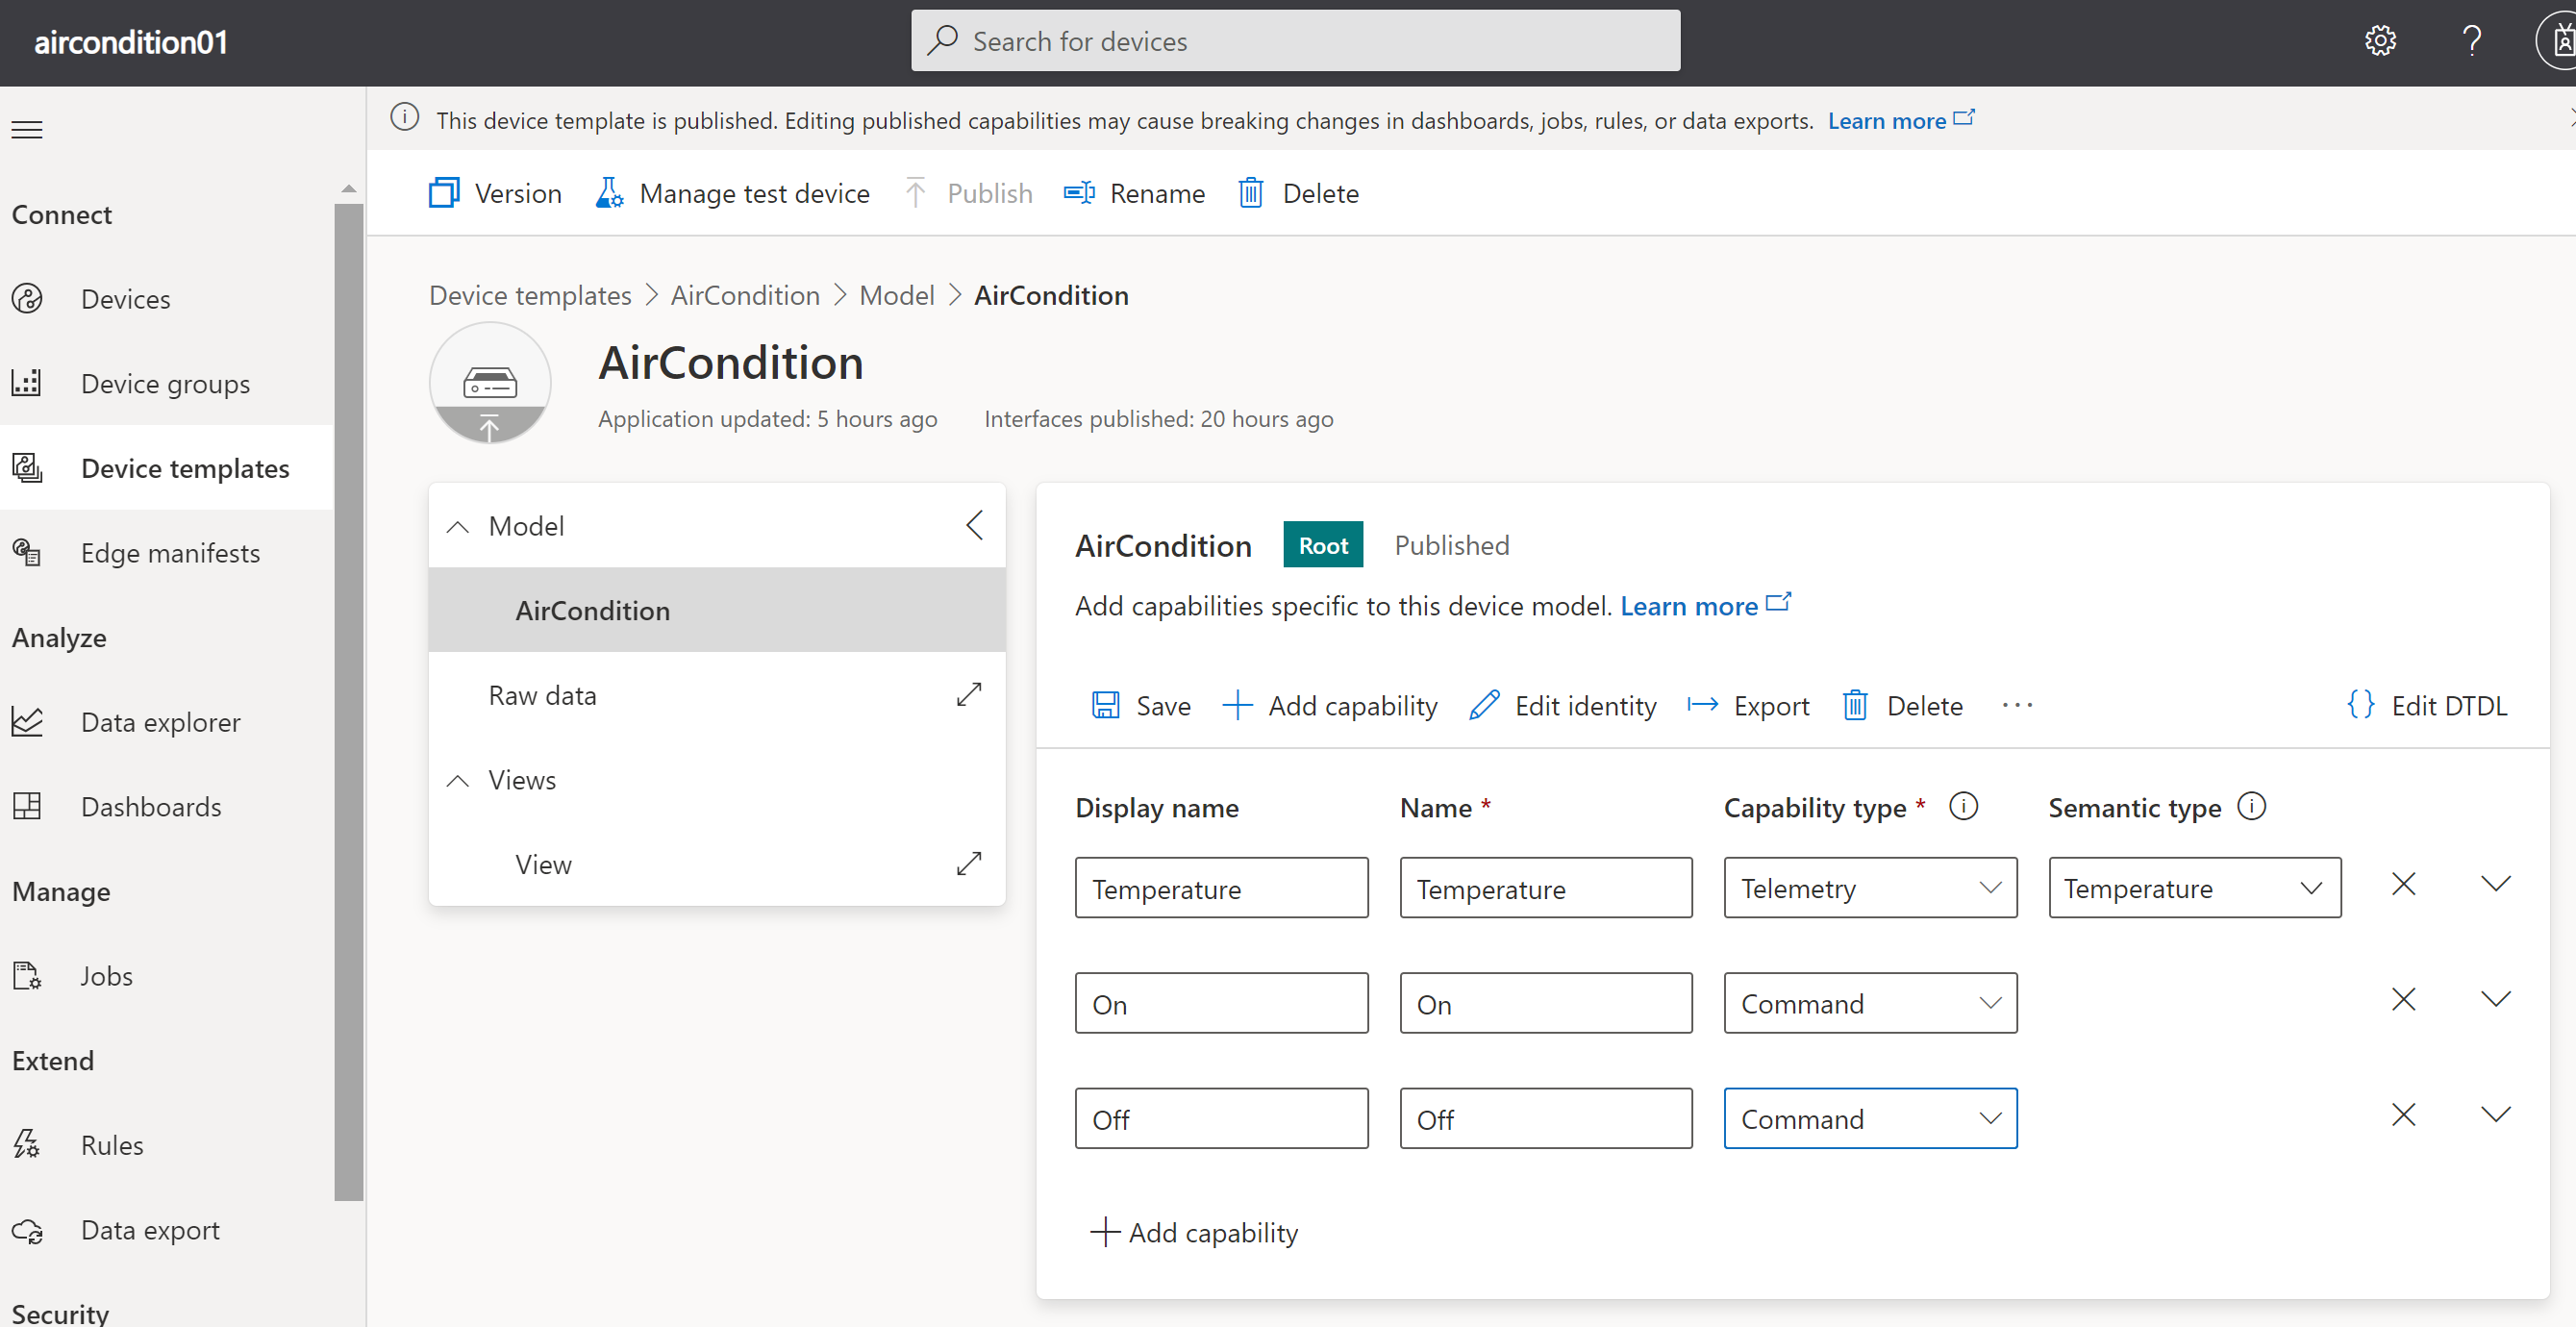 aircondition01
Search for devices
This device template is published. Editing published capabilities may cause breaking changes in dashboards, jobs, rules, or data exports. Learn more
Version Manage test device Publish Rename Delete
Connect
Devices
Device groups
Device templates
Edge manifests
Analyze
Data explorer
Dashboards
Manage
Jobs
Extend
Rules
Data export
Security
Device templates > AirCondition > Model > AirCondition
AirCondition
Application updated: 5 hours ago Interfaces published: 20 hours ago
Model
AirCondition
Raw data
Views
View
AirCondition Root Published
Add capabilities specific to this device model. Learn more
Save Add capability Edit identity Export Delete ... {} Edit DTDL
Display name Name * Capability type * Semantic type
Temperature Temperature Telemetry Temperature
On On Command
Off Off Command
Add capability